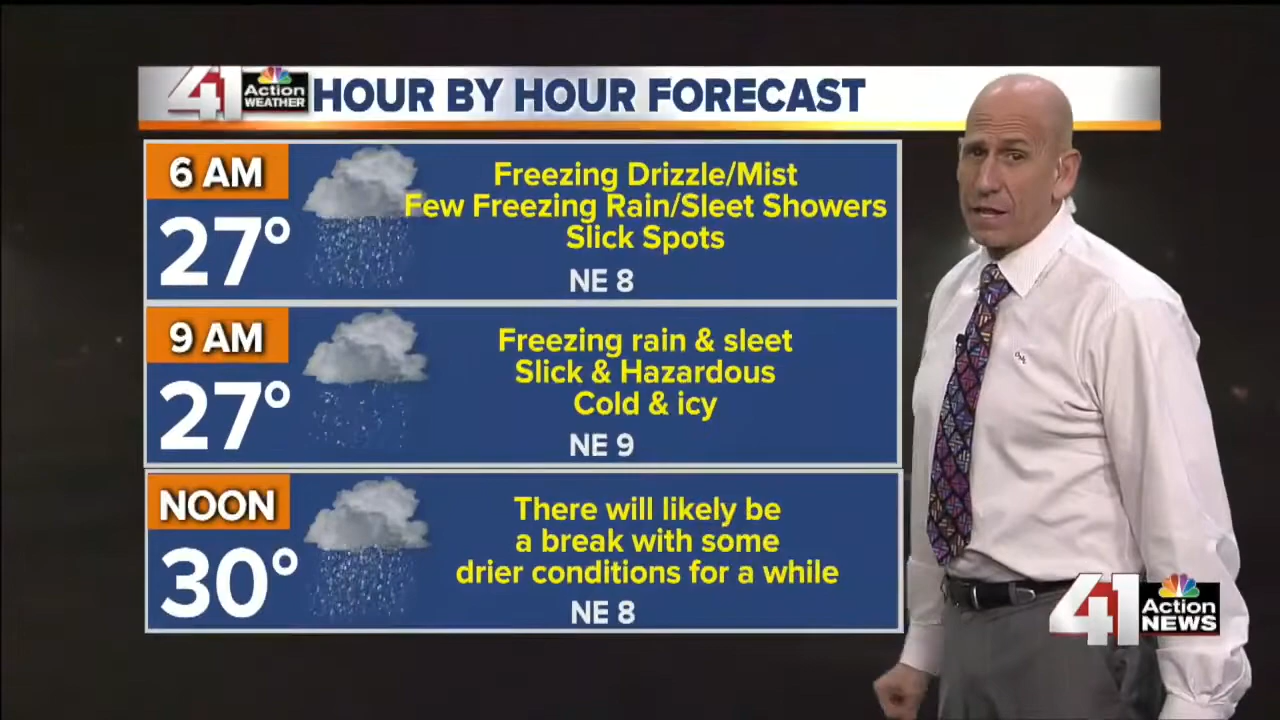 41 Action WEATHER HOUR BY HOUR FORECAST
6 AM
27°
Freezing Drizzle/Mist
Few Freezing Rain/Sleet Showers
Slick Spots
NE 8
9 AM
27°
Freezing rain & sleet
Slick & Hazardous
Cold & icy
NE 9
NOON
30°
There will likely be
a break with some
drier conditions for a while
NE 8
41 Action
NEWS